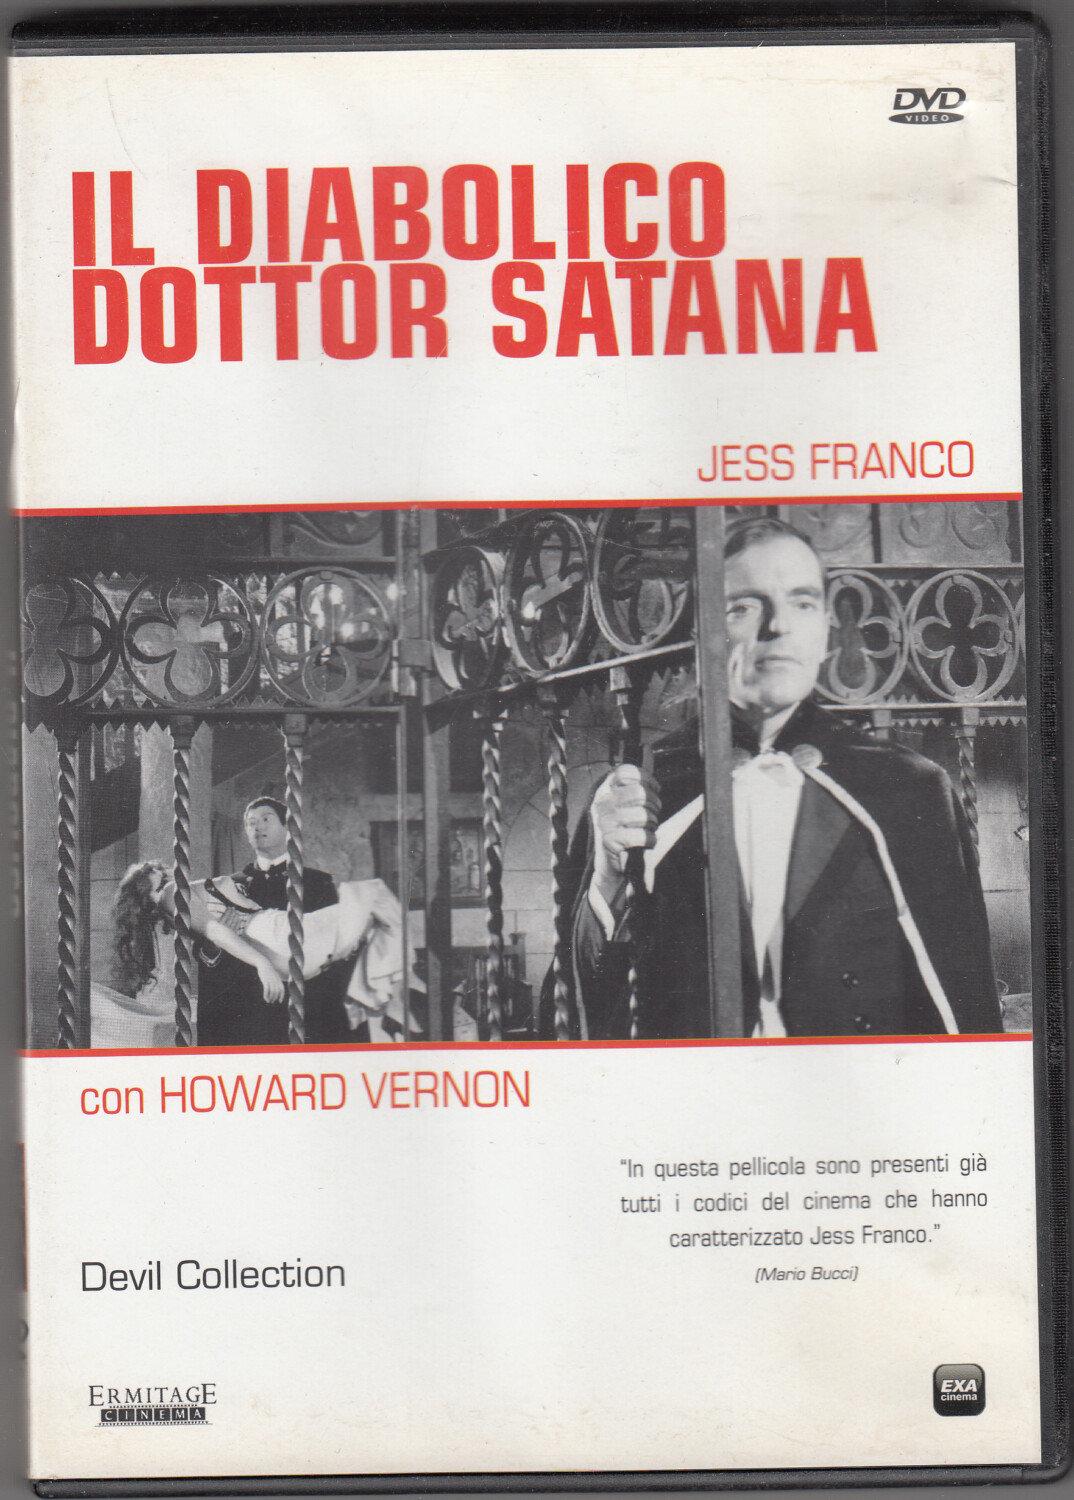 DVD
VIDEO
IL DIABOLICO
DOTTOR SATANA
JESS FRANCO
con HOWARD VERNON
“In questa pellicola sono presenti già
tutti i codici del cinema che hanno
caratterizzato Jess Franco.”
(Mario Bucci)
Devil Collection
ERMITAGE
CINEMA
EXA
cinema